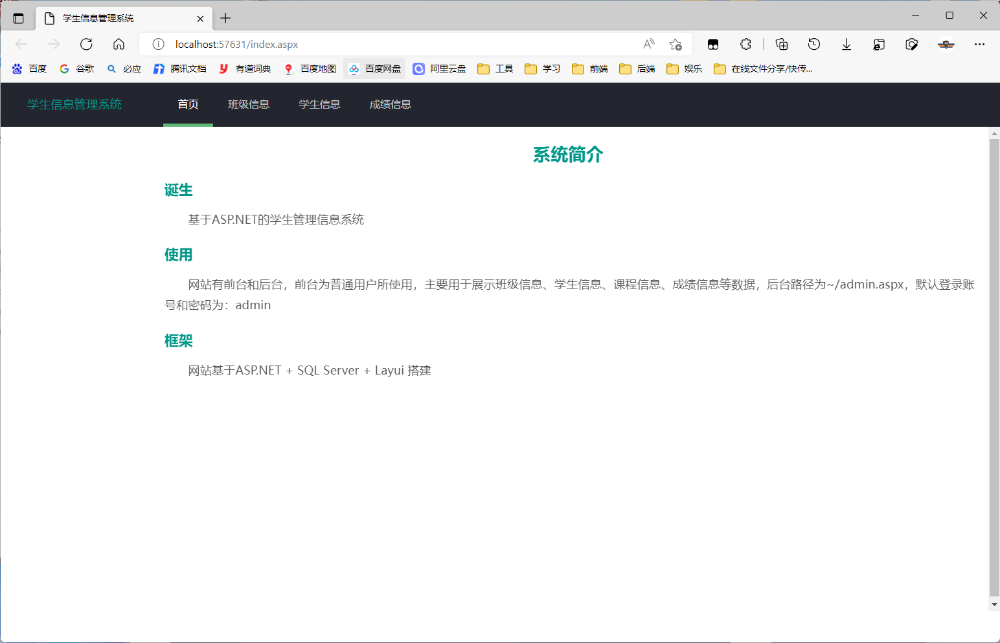 学生信息管理系统
localhost:57631/index.aspx
百度 谷歌 必应 腾讯文档 有道词典 百度地图 百度网盘 阿里云盘 工具 学习 前端 后端 娱乐 在线文件分享/快传...
学生信息管理系统 首页 班级信息 学生信息 成绩信息
系统简介
诞生
基于ASP.NET的学生管理信息系统
使用
网站有前台和后台，前台为普通用户所使用，主要用于展示班级信息、学生信息、课程信息、成绩信息等数据，后台路径为~/admin.aspx，默认登录账
号和密码为：admin
框架
网站基于ASP.NET + SQL Server + Layui 搭建